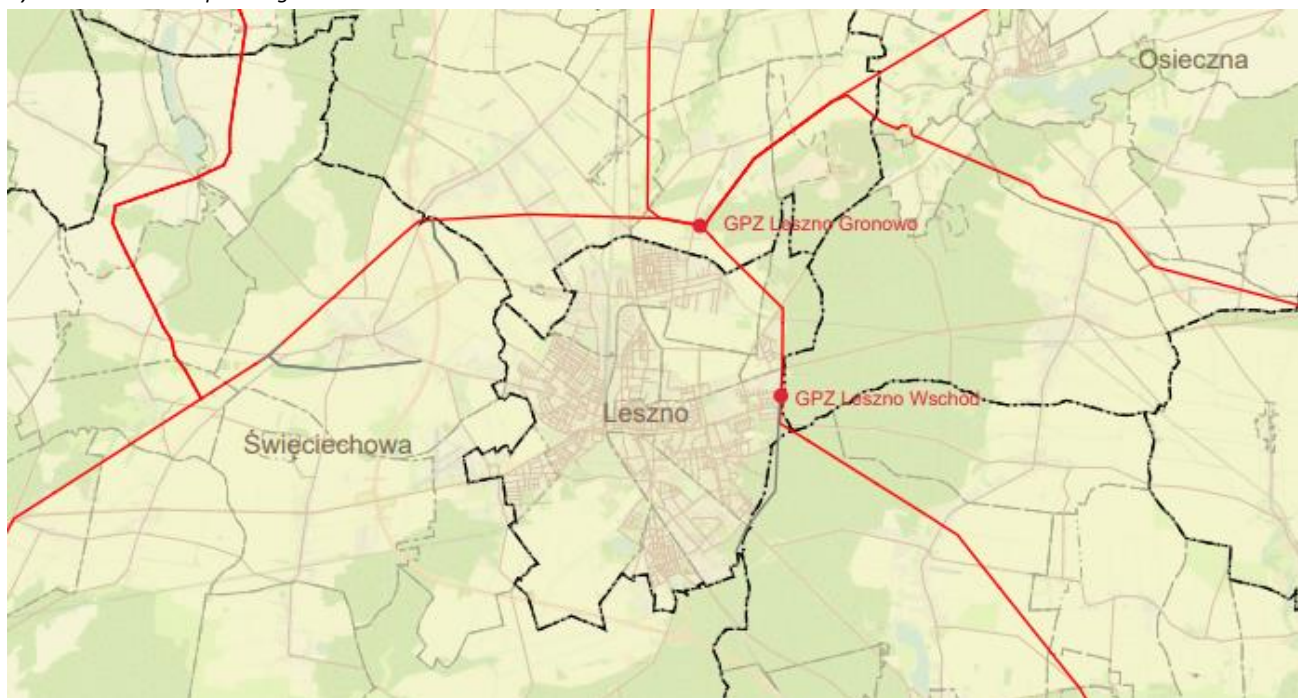 Osieczna
GPZ Leszno Gronowo
GPZ Leszno Wschód
Leszno
Święciechowa